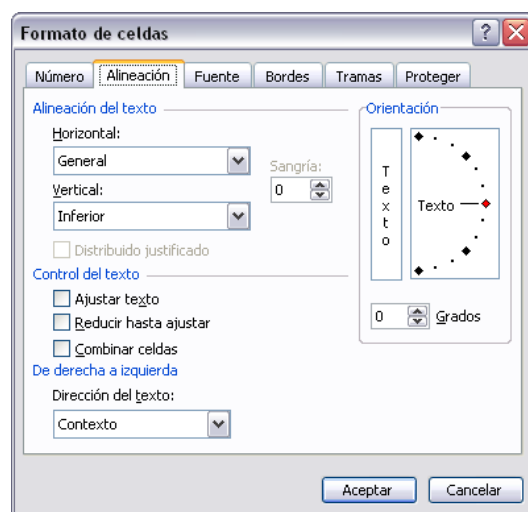 Formato de celdas
Número Alineación Fuente Bordes Tramas Proteger
Alineación del texto
Horizontal:
General
Sangría:
0
Vertical:
Inferior
Distribuido justificado
Control del texto
Ajustar texto
Reducir hasta ajustar
Combinar celdas
De derecha a izquierda
Dirección del texto:
Contexto
Orientación
Texto
Texto
0 Grados
Aceptar Cancelar